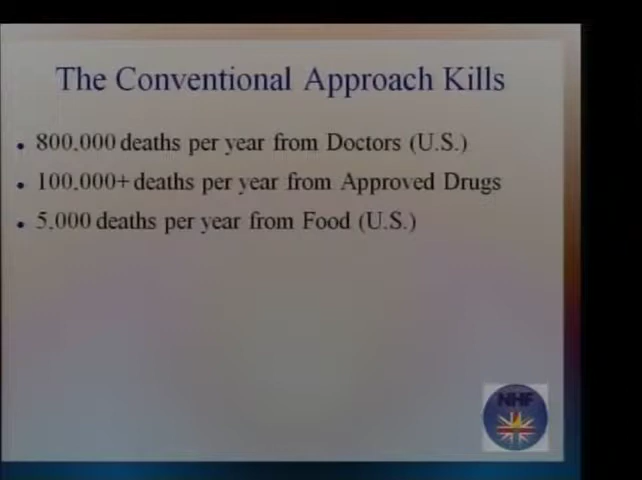 The Conventional Approach Kills
• 800,000 deaths per year from Doctors (U.S.)
• 100,000+ deaths per year from Approved Drugs
• 5,000 deaths per year from Food (U.S.)
NHF